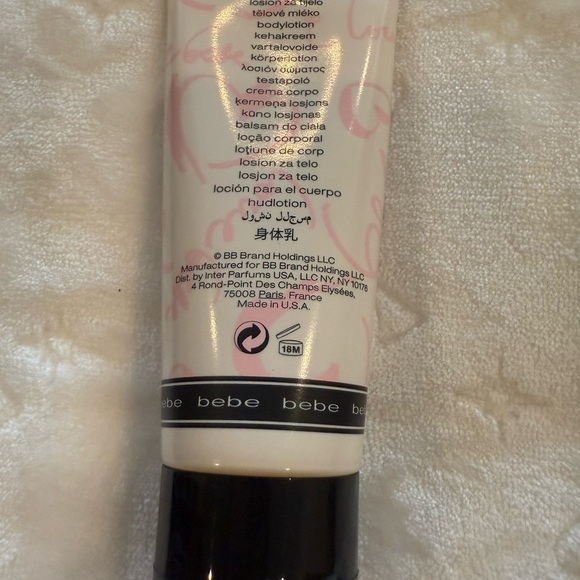 losion za tijelo
tělové mléko
bodylotion
kehakreem
vartalovoide
körperlotion
λοσιόν σώματος
testápoló
crema corpo
ķermeņa losjons
kūno losjonas
balsam do ciała
loção corporal
loţiune de corp
losion za telo
losjon za telo
loción para el cuerpo
hudlotion
لوشن للجسم
身体乳
© BB Brand Holdings LLC
Manufactured for BB Brand Holdings LLC
Dist. by Inter Parfums USA, LLC NY, NY 10176
4 Rond-Point Des Champs Elysées,
75008 Paris, France
Made in U.S.A.
18M
ebe bebe bebe be